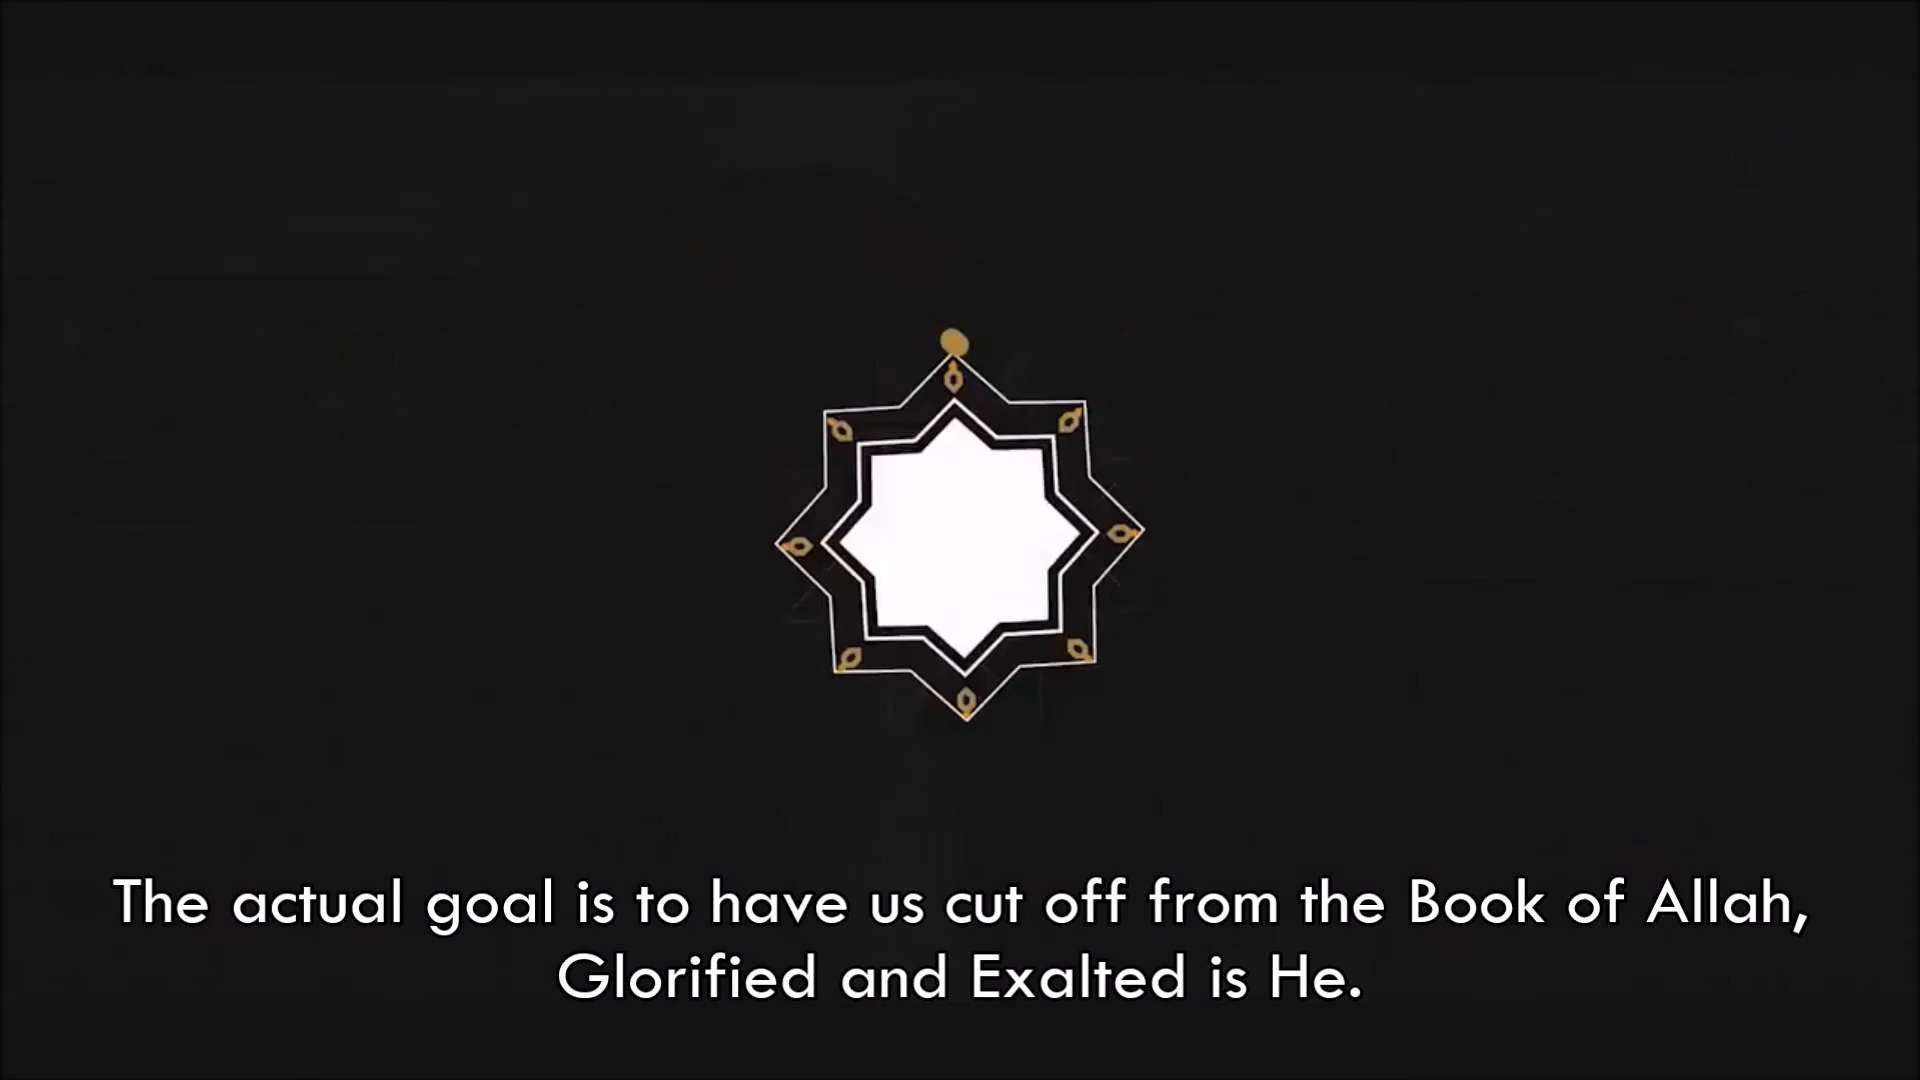 The actual goal is to have us cut off from the Book of Allah,
Glorified and Exalted is He.